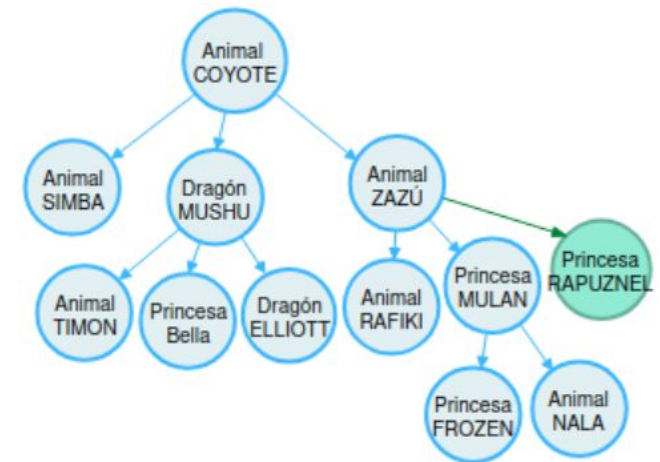 Animal
COYOTE
Animal
SIMBA
Dragón
MUSHU
Animal
ZAZÚ
Princesa
RAPUZNEL
Animal
TIMON
Princesa
Bella
Dragón
ELLIOTT
Animal
RAFIKI
Princesa
MULAN
Princesa
FROZEN
Animal
NALA